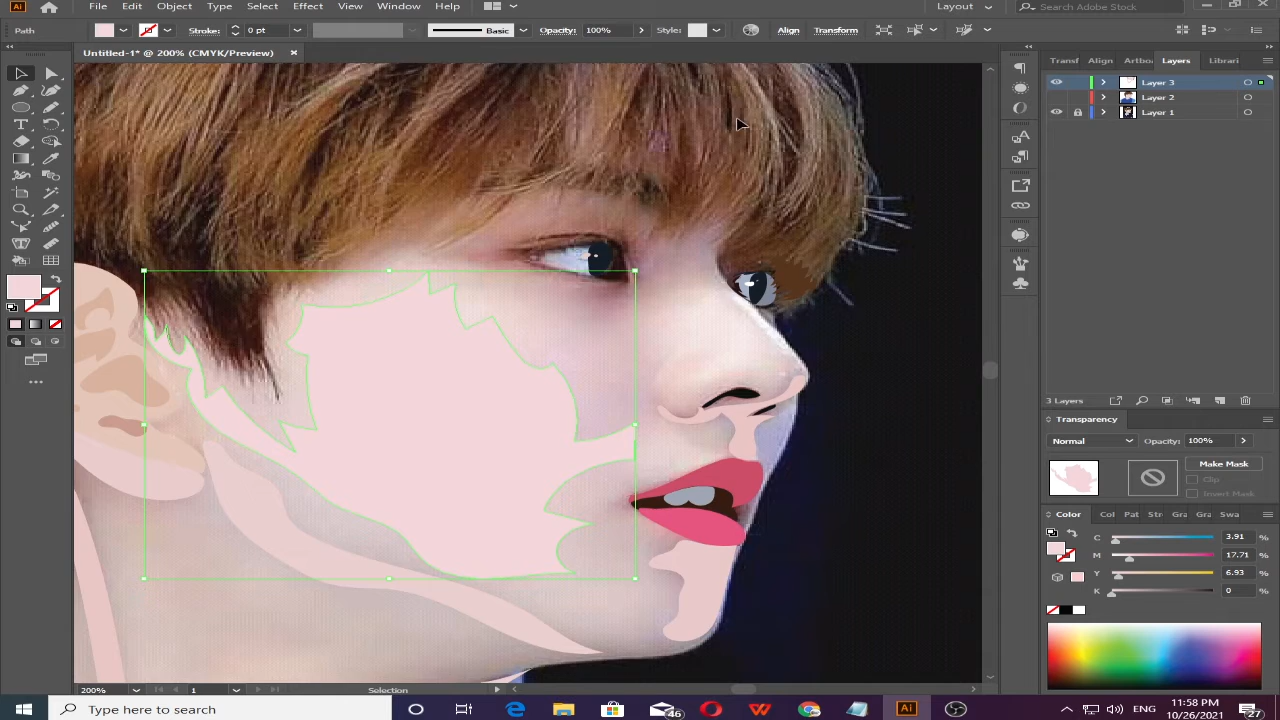 Ai File Edit Object Type Select Effect View Window Help Layout Search Adobe Stock
Path Stroke: 0 pt Basic Opacity: 100% Style: Align Transform
Untitled-1* @ 200% (CMYK/Preview)
Transf Align Artbo Layers Librari
Layer 3
Layer 2
Layer 1
3 Layers
Transparency
Normal Opacity: 100%
Make Mask
Clip
Invert Mask
Color Col Pat Str Gra Gra Swa
C 3.91 %
M 17.71 %
Y 6.93 %
K 0 %
200% 1 Selection
Type here to search 46 Ai ENG 11:58 PM
10/26/2021 27